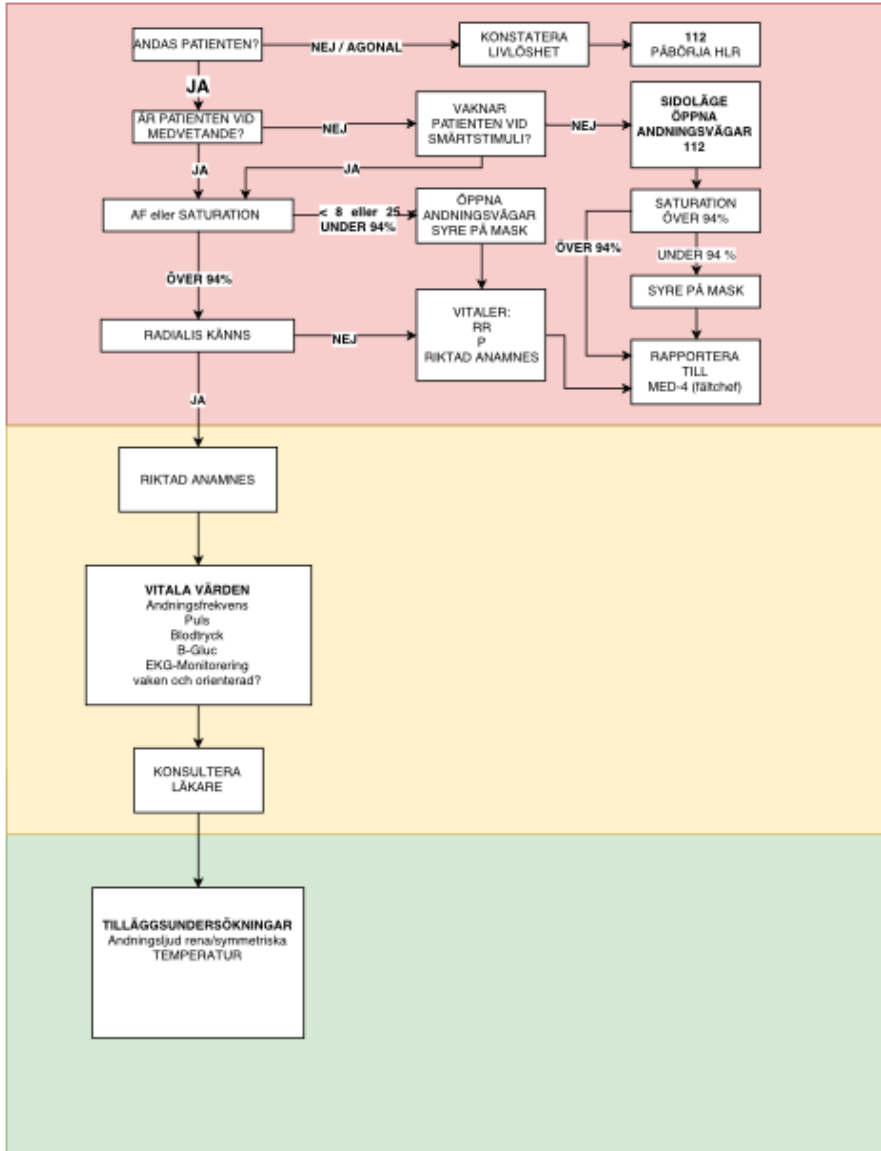 ANDAS PATIENTEN?
NEJ / AGONAL
KONSTATERA
LIVLÖSHET
112
PÅBÖRJA HLR
JA
ÄR PATIENTEN VID
MEDVETANDE?
NEJ
VAKNAR
PATIENTEN VID
SMÄRTSTIMULI?
NEJ
SIDOLÄGE
ÖPPNA
ANDNINGSVÄGAR
112
JA
JA
AF eller SATURATION
< 8 eller 25
UNDER 94%
ÖPPNA
ANDNINGSVÄGAR
SYRE PÅ MASK
SATURATION
ÖVER 94%
ÖVER 94%
UNDER 94 %
SYRE PÅ MASK
ÖVER 94%
RADIALIS KÄNNS
NEJ
VITALER:
RR
P
RIKTAD ANAMNES
RAPPORTERA
TILL
MED-4 (fältchef)
JA
RIKTAD ANAMNES
VITALA VÄRDEN
Andningsfrekvens
Puls
Blodtryck
B-Gluc
EKG-Monitorering
vaken och orienterad?
KONSULTERA
LÄKARE
TILLÄGGSUNDERSÖKNINGAR
Andningsljud rena/symmetriska
TEMPERATUR